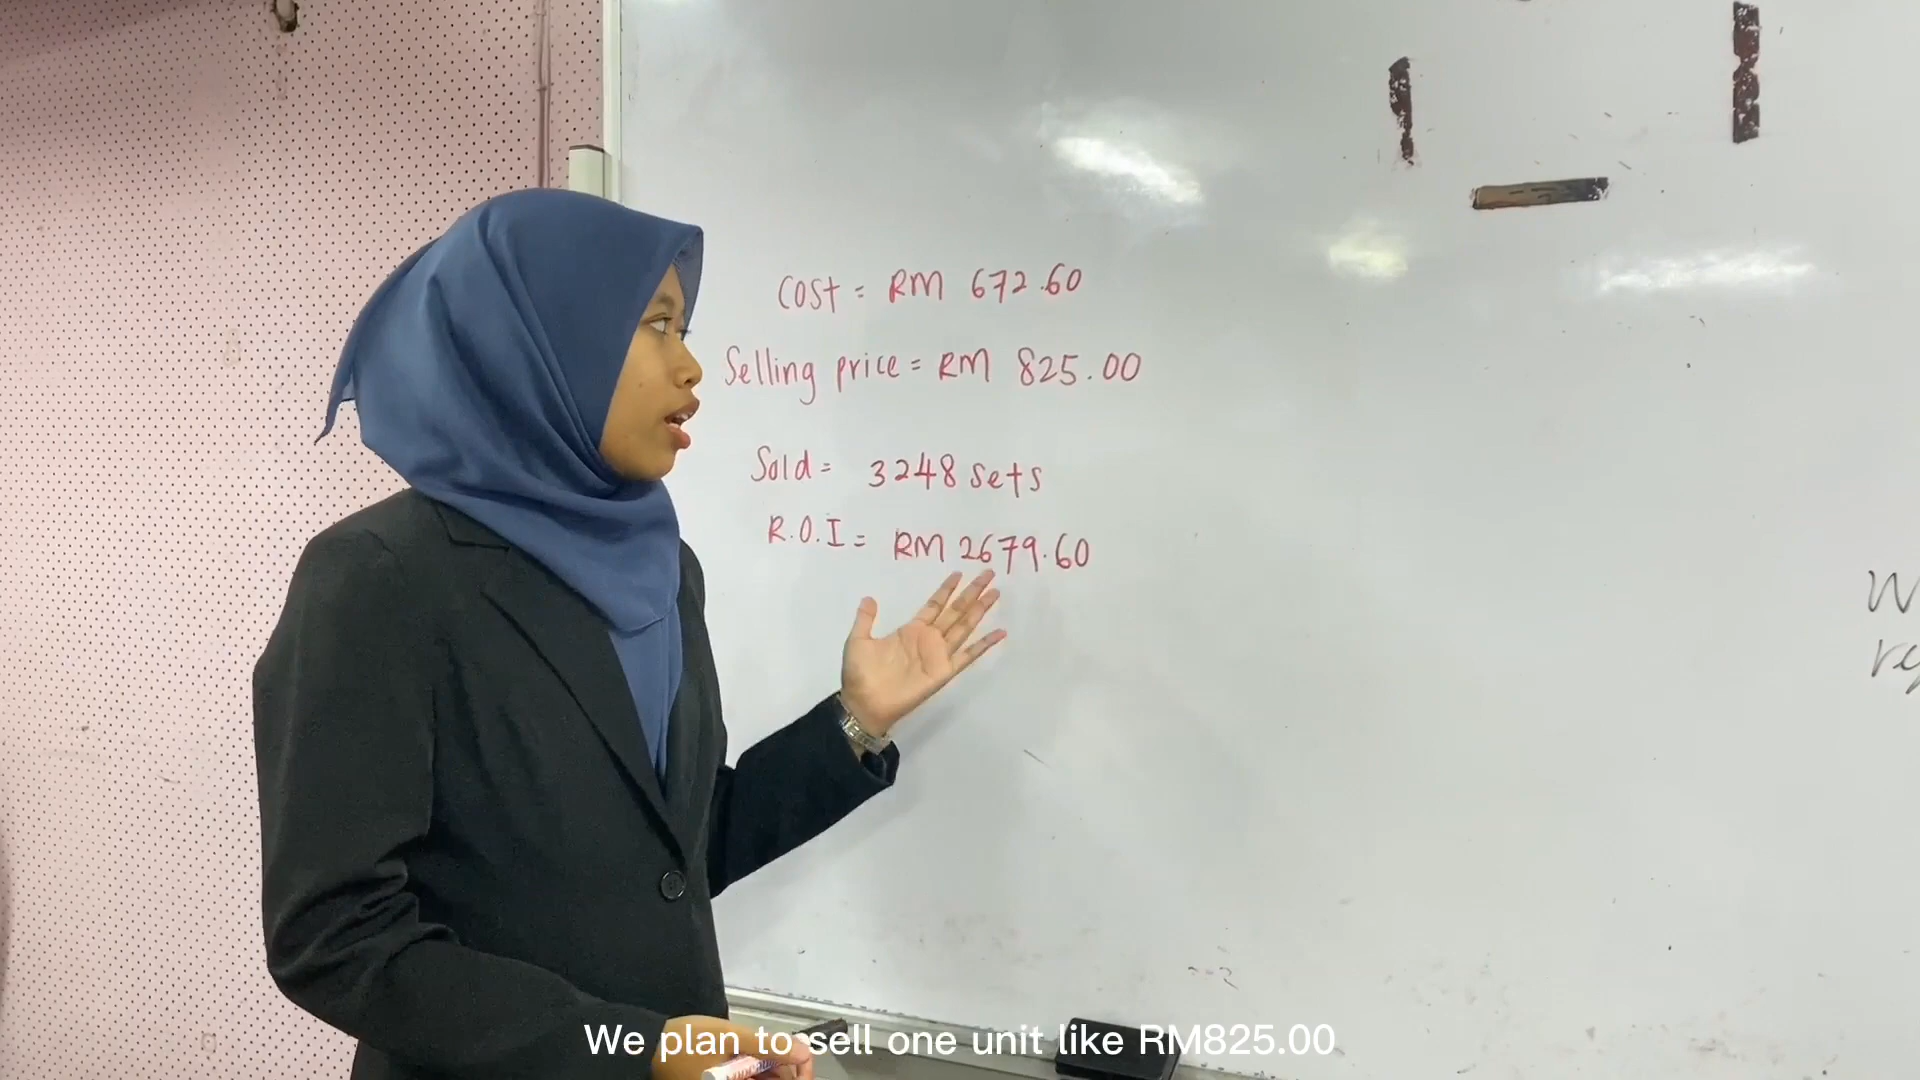 Cost = RM 672.60
Selling price = RM 825.00
Sold = 3248 sets
R.O.I = RM 2679.60
We plan to sell one unit like RM825.00